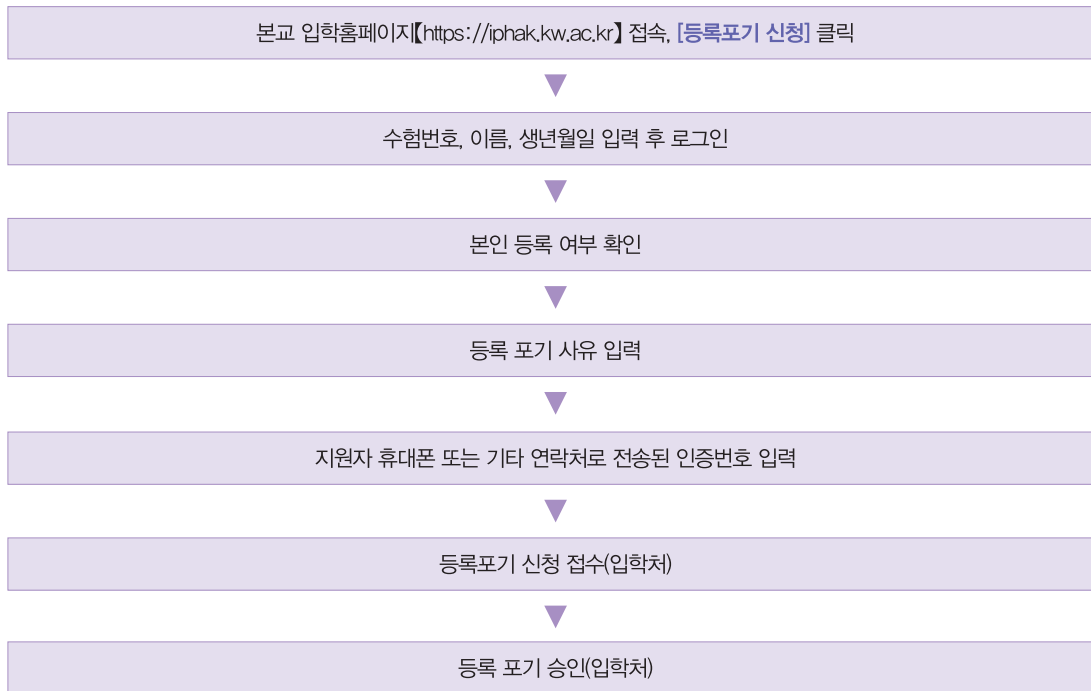 본교 입학홈페이지【https://iphak.kw.ac.kr】 접속, [등록포기 신청] 클릭
수험번호, 이름, 생년월일 입력 후 로그인
본인 등록 여부 확인
등록 포기 사유 입력
지원자 휴대폰 또는 기타 연락처로 전송된 인증번호 입력
등록포기 신청 접수(입학처)
등록 포기 승인(입학처)